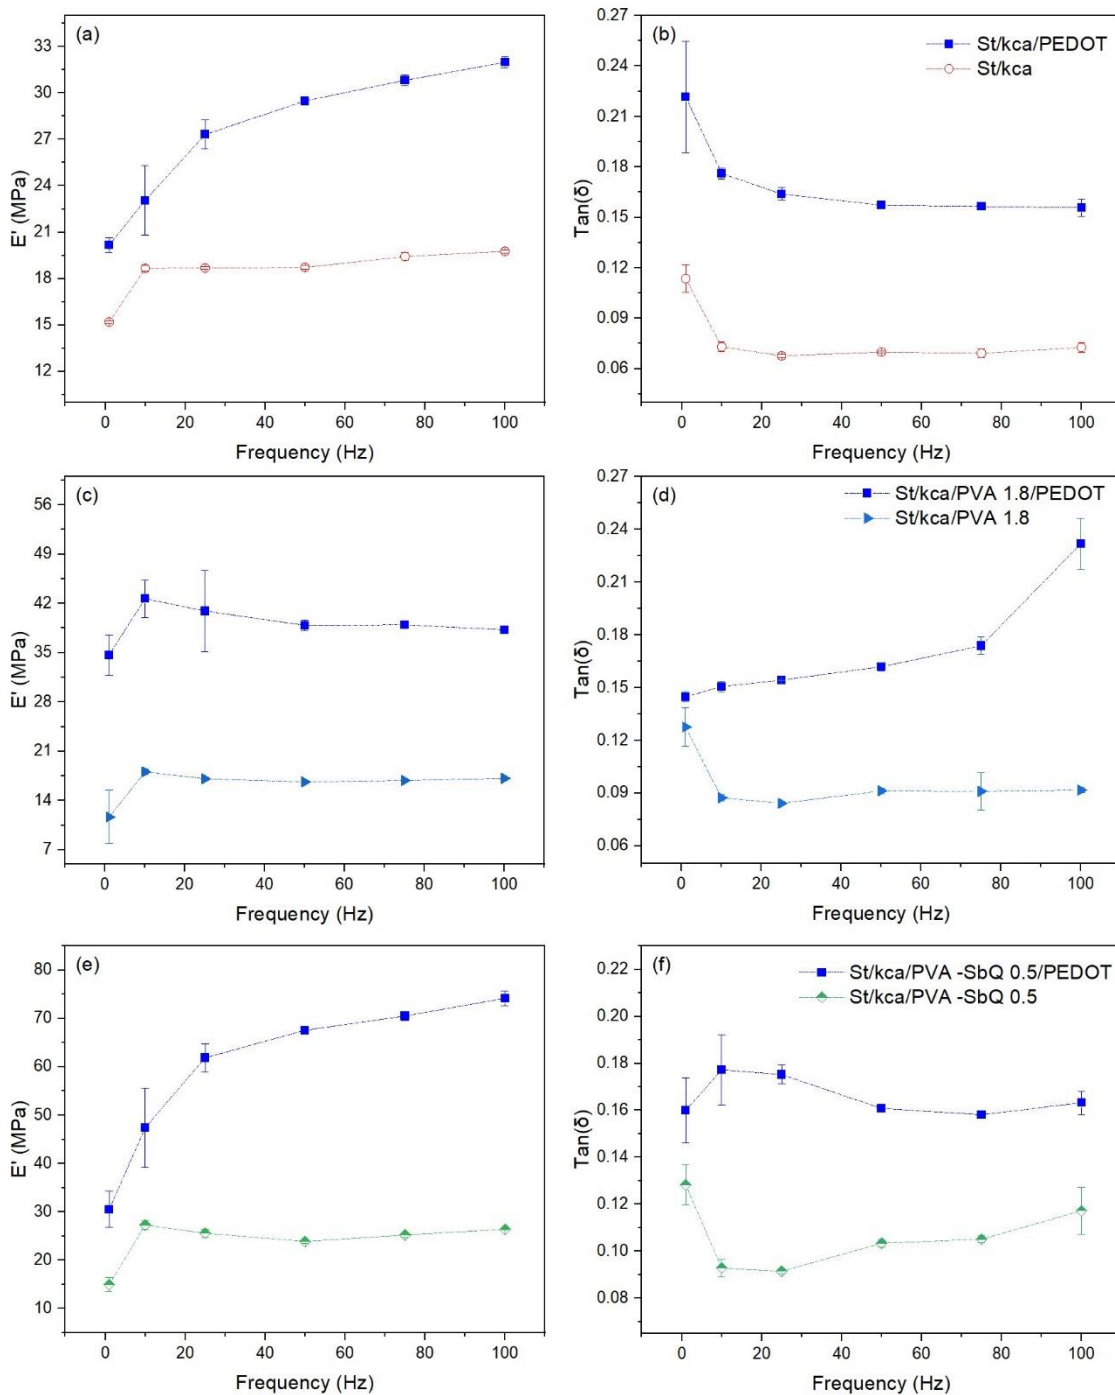 (a)
33
30
27
24
21
18
15
12
E' (MPa)
0 20 40 60 80 100
Frequency (Hz)
(b)
St/kca/PEDOT
St/kca
0.27
0.24
0.21
0.18
0.15
0.12
0.09
0.06
Tan(δ)
0 20 40 60 80 100
Frequency (Hz)
(c)
56
49
42
35
28
21
14
7
E' (MPa)
0 20 40 60 80 100
Frequency (Hz)
(d)
St/kca/PVA 1.8/PEDOT
St/kca/PVA 1.8
0.27
0.24
0.21
0.18
0.15
0.12
0.09
0.06
Tan(δ)
0 20 40 60 80 100
Frequency (Hz)
(e)
80
70
60
50
40
30
20
10
E' (MPa)
0 20 40 60 80 100
Frequency (Hz)
(f)
St/kca/PVA -SbQ 0.5/PEDOT
St/kca/PVA -SbQ 0.5
0.22
0.20
0.18
0.16
0.14
0.12
0.10
0.08
Tan(δ)
0 20 40 60 80 100
Frequency (Hz)